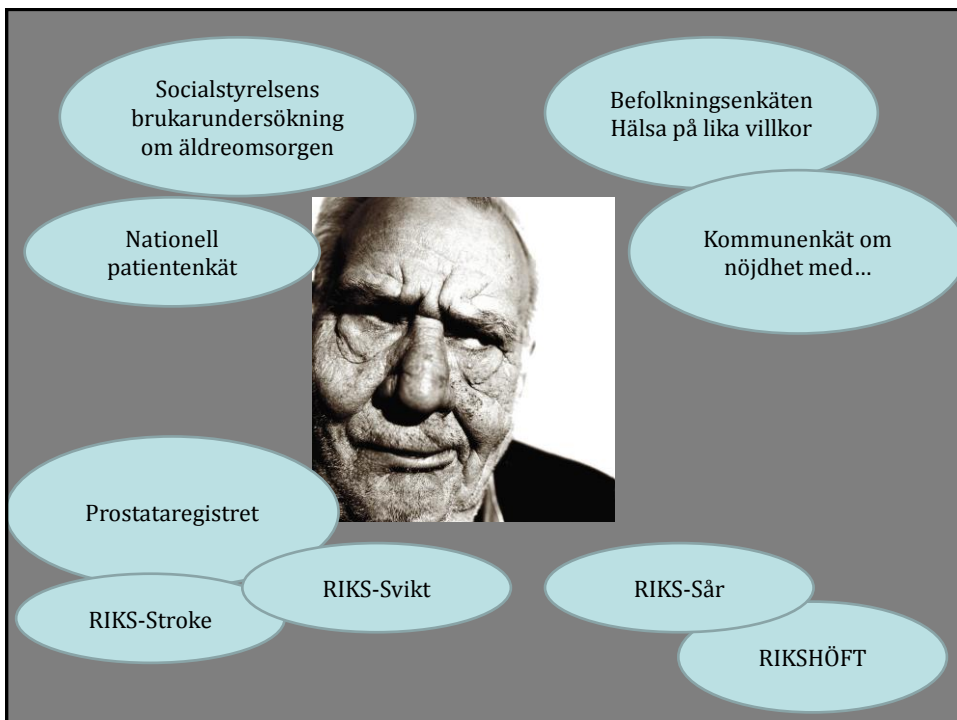 Socialstyrelsens
brukarundersökning
om äldreomsorgen
Befolkningsenkäten
Hälsa på lika villkor
Nationell
patientenkät
Kommunenkät om
nöjdhet med…
Prostataregistret
RIKS-Svikt
RIKS-Sår
RIKS-Stroke
RIKSHÖFT